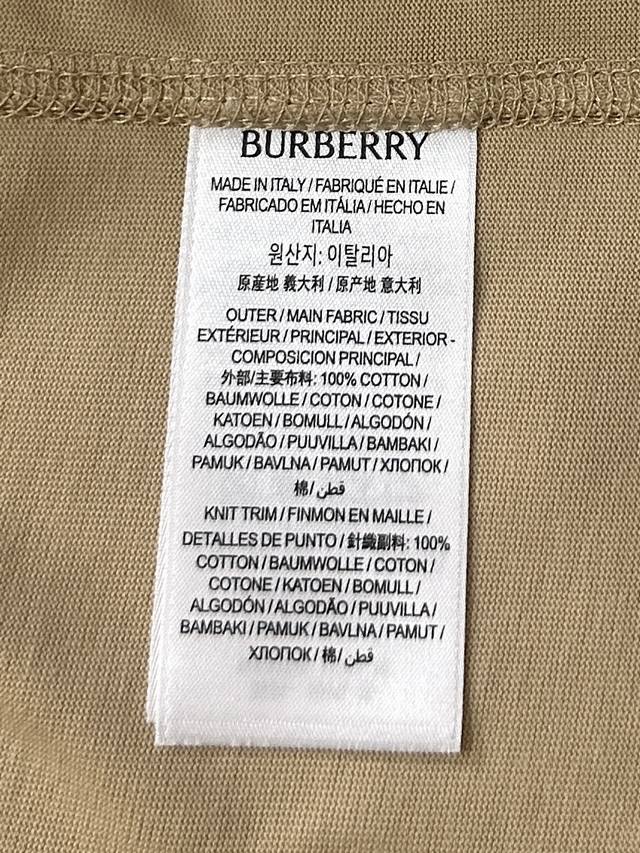 BURBERRY
MADE IN ITALY / FABRIQUÉ EN ITALIE /
FABRICADO EM ITÁLIA / HECHO EN
ITALIA
원산지: 이탈리아
原産地 義大利 / 原产地 意大利
OUTER / MAIN FABRIC / TISSU
EXTÉRIEUR / PRINCIPAL / EXTERIOR -
COMPOSICION PRINCIPAL /
外部/主要布料: 100% COTTON /
BAUMWOLLE / COTON / COTONE /
KATOEN / BOMULL / ALGODÓN /
ALGODÃO / PUUVILLA / BAMBAKI /
PAMUK / BAVLNA / PAMUT / ХЛОПОК /
棉/ قطن
KNIT TRIM / FINMON EN MAILLE /
DETALLES DE PUNTO / 針織副料: 100%
COTTON / BAUMWOLLE / COTON /
COTONE / KATOEN / BOMULL /
ALGODÓN / ALGODÃO / PUUVILLA /
BAMBAKI / PAMUK / BAVLNA / PAMUT /
ХЛОПОК / 棉/ قطن